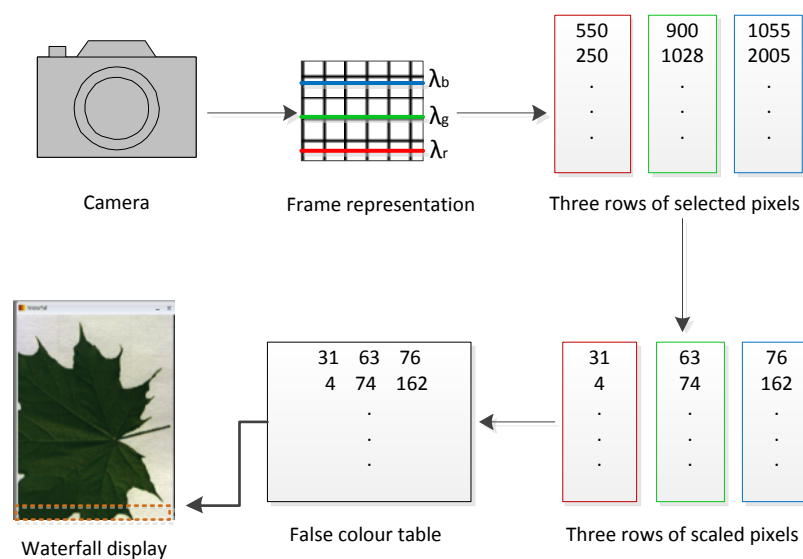 550 900 1055
250 1028 2005
. . .
. . .
. . .
λb
λg
λr
Camera
Frame representation
Three rows of selected pixels
31 63 76
4 74 162
. 
.
.
31 63 76
4 74 162
. . .
. . .
. . .
Waterfall display
False colour table
Three rows of scaled pixels